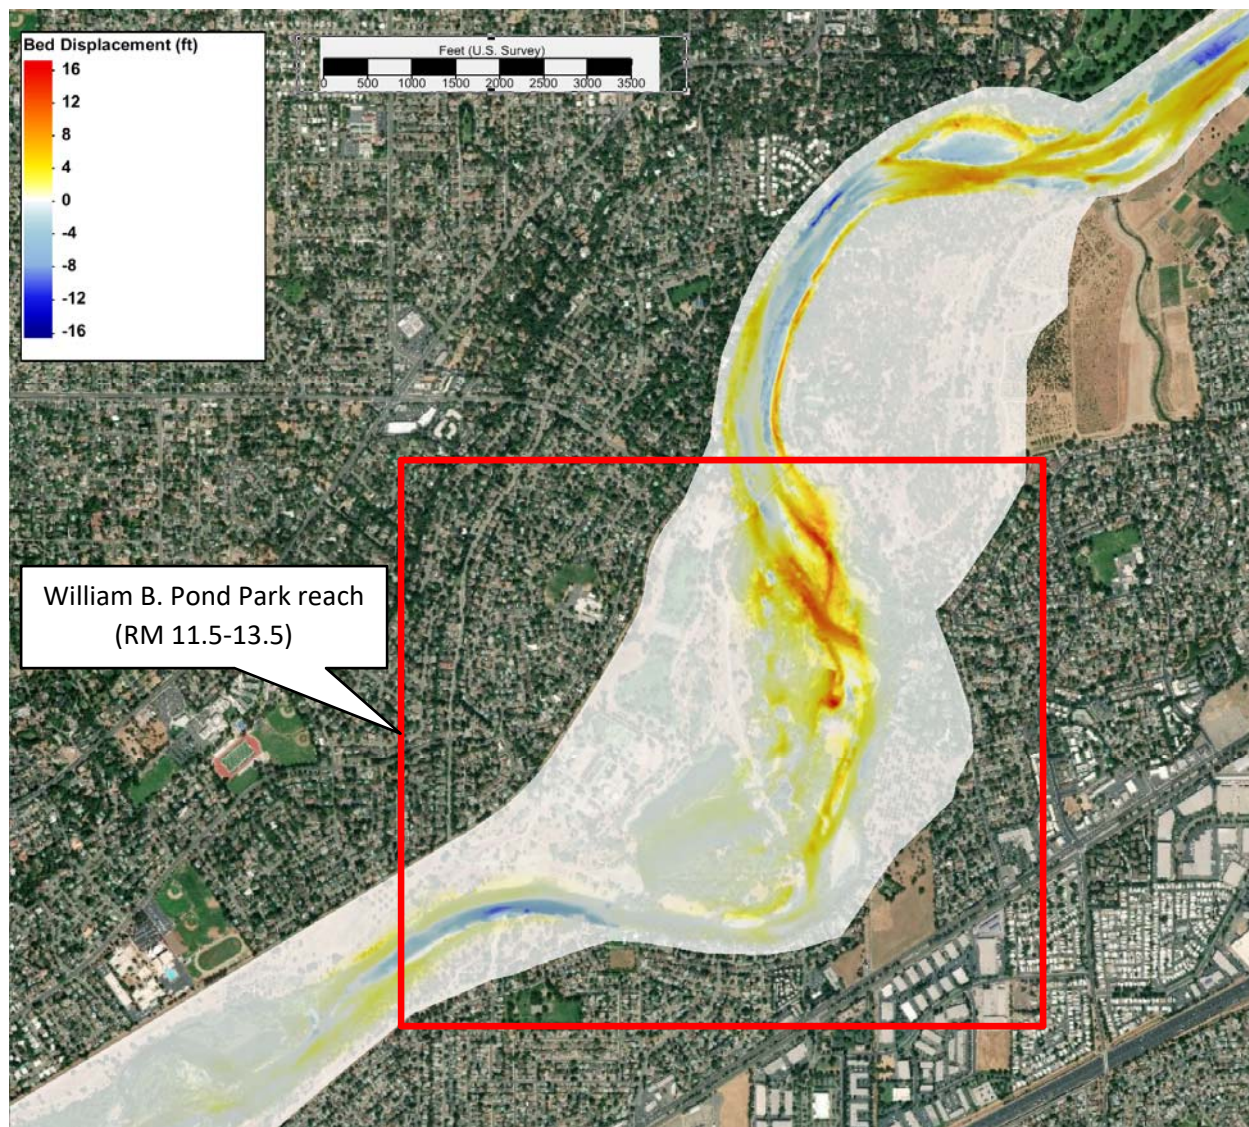 Bed Displacement (ft)
16
12
8
4
0
-4
-8
-12
-16
Feet (U.S. Survey)
0 500 1000 1500 2000 2500 3000 3500
William B. Pond Park reach
(RM 11.5-13.5)